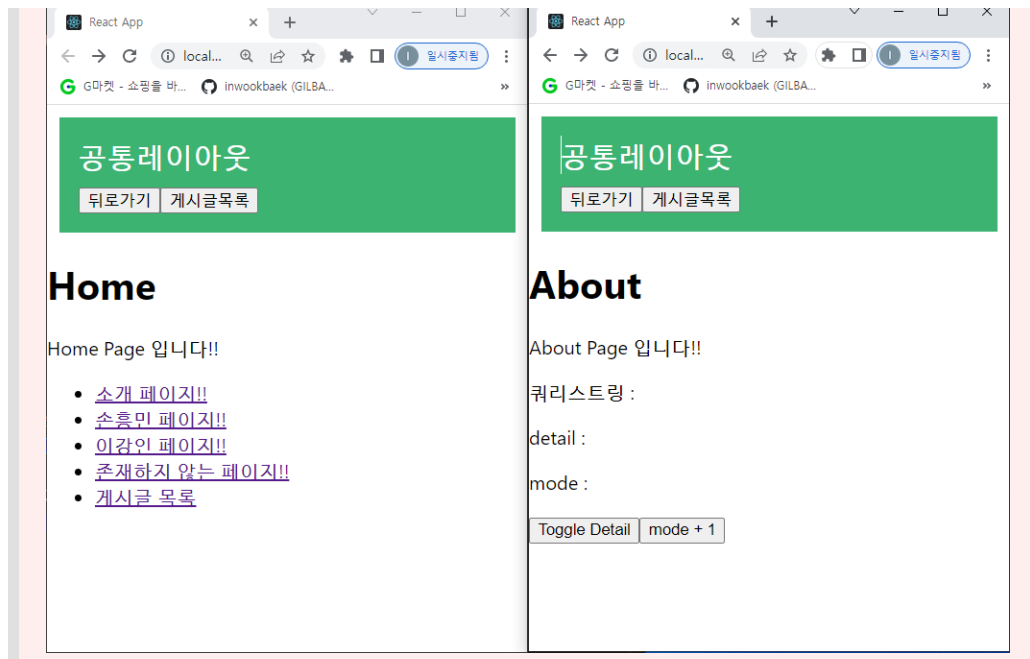 React App
local...
일시중지됨
G마켓 - 쇼핑을 바...
inwookbaek (GILBA...
공통레이아웃
뒤로가기
게시글목록
Home
Home Page 입니다!!
소개 페이지!!
손흥민 페이지!!
이강인 페이지!!
존재하지 않는 페이지!!
게시글 목록
React App
local...
일시중지됨
G마켓 - 쇼핑을 바...
inwookbaek (GILBA...
공통레이아웃
뒤로가기
게시글목록
About
About Page 입니다!!
쿼리스트링 :
detail :
mode :
Toggle Detail
mode + 1